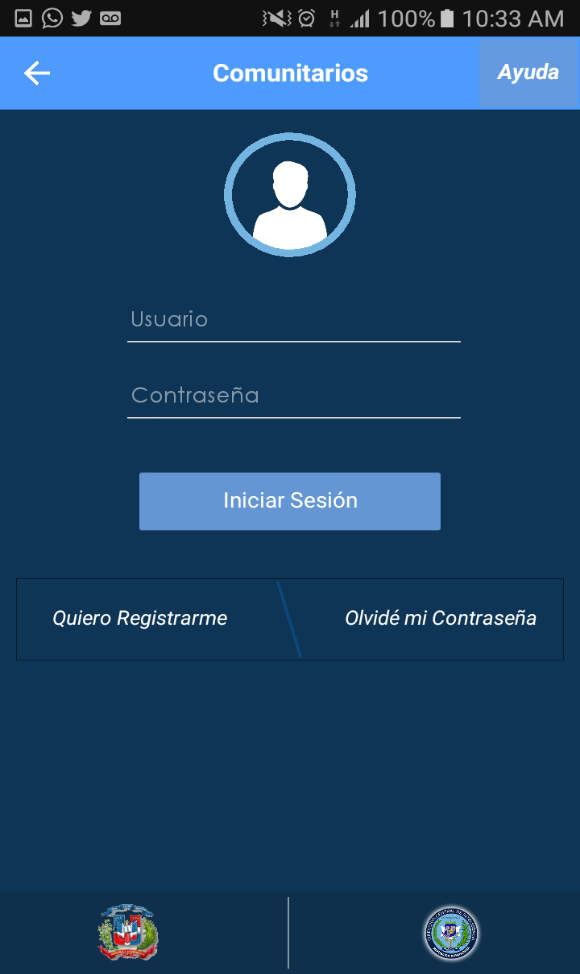 H 100% 10:33 AM
Comunitarios
Ayuda
Usuario
Contraseña
Iniciar Sesión
Quiero Registrarme
Olvidé mi Contraseña